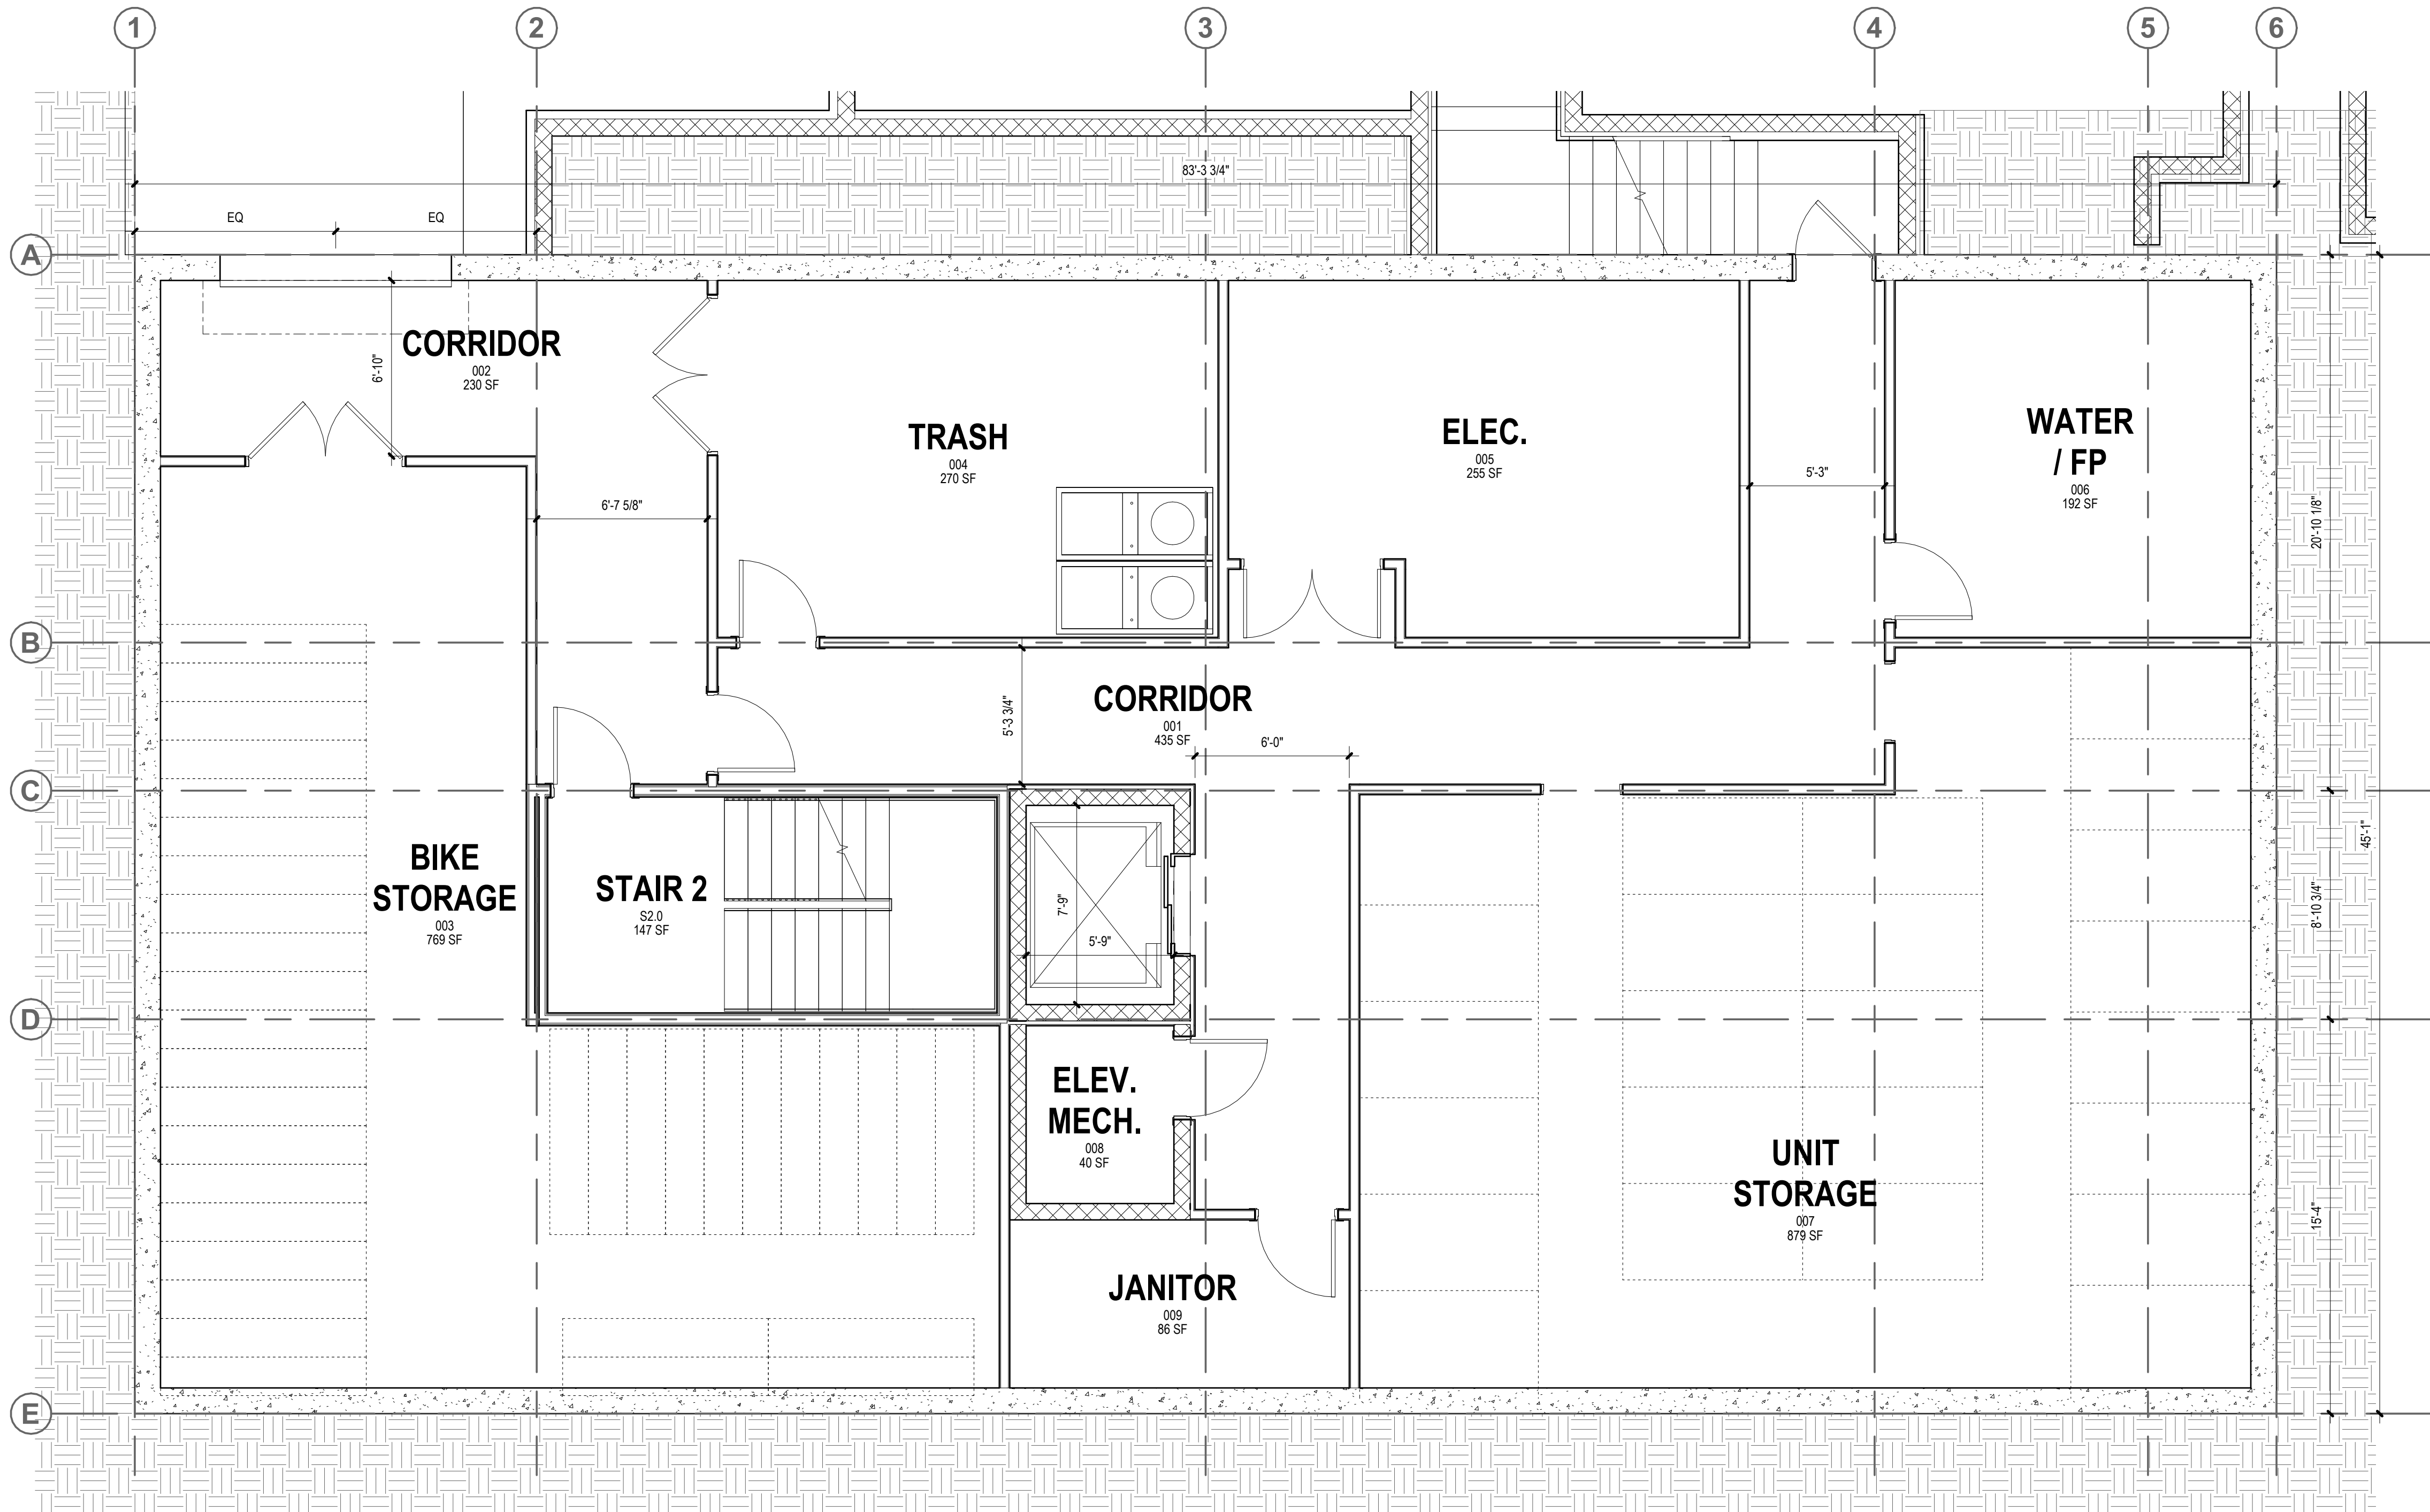 1
2
3
4
5
6
83'-3 3/4"
EQ
EQ
A
CORRIDOR
002
230 SF
6'-10"
TRASH
004
270 SF
ELEC.
005
255 SF
WATER
/ FP
006
192 SF
5'-3"
6'-7 5/8"
20'-10 1/8"
B
CORRIDOR
001
435 SF
5'-3 3/4"
6'-0"
C
BIKE
STORAGE
003
769 SF
STAIR 2
S2.0
147 SF
7'-9"
5'-9"
45'-1"
8'-10 3/4"
D
ELEV.
MECH.
008
40 SF
UNIT
STORAGE
007
879 SF
15'-4"
JANITOR
009
86 SF
E